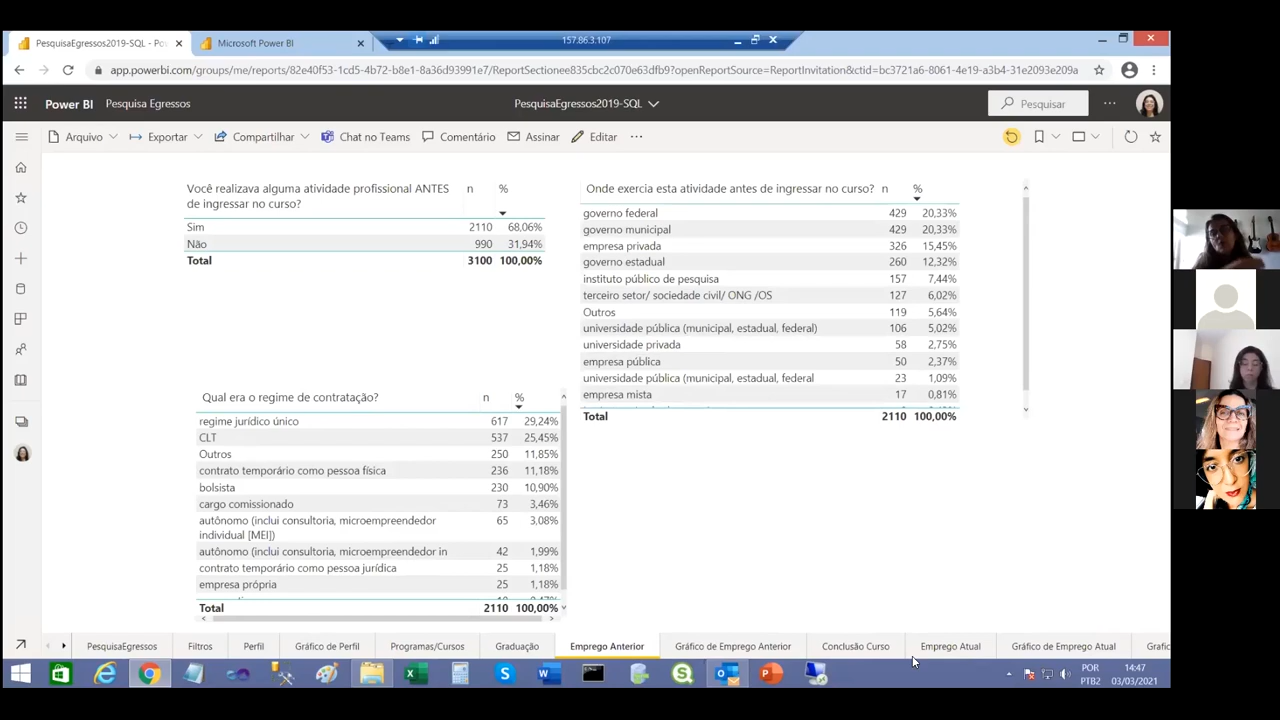 PesquisaEgressos2019-SQL - Po
Microsoft Power BI
157.86.3.107
app.powerbi.com/groups/me/reports/82e40f53-1cd5-4b72-b8e1-8a36d93991e7/ReportSectionee835cbc2c070e63dfb9?openReportSource=ReportInvitation&ctid=bc3721a6-8061-4e19-a3b4-31e2093e209a
Power BI Pesquisa Egressos
PesquisaEgressos2019-SQL
Pesquisar
Arquivo Exportar Compartilhar Chat no Teams Comentário Assinar Editar
Você realizava alguma atividade profissional ANTES n %
de ingressar no curso?
Sim 2110 68,06%
Não 990 31,94%
Total 3100 100,00%
Onde exercia esta atividade antes de ingressar no curso? n %
governo federal 429 20,33%
governo municipal 429 20,33%
empresa privada 326 15,45%
governo estadual 260 12,32%
instituto público de pesquisa 157 7,44%
terceiro setor/ sociedade civil/ ONG /OS 127 6,02%
Outros 119 5,64%
universidade pública (municipal, estadual, federal) 106 5,02%
universidade privada 58 2,75%
empresa pública 50 2,37%
universidade pública (municipal, estadual, federal 23 1,09%
empresa mista 17 0,81%
Total 2110 100,00%
Qual era o regime de contratação? n %
regime jurídico único 617 29,24%
CLT 537 25,45%
Outros 250 11,85%
contrato temporário como pessoa física 236 11,18%
bolsista 230 10,90%
cargo comissionado 73 3,46%
autônomo (inclui consultoria, microempreendedor 65 3,08%
individual [MEI])
autônomo (inclui consultoria, microempreendedor in 42 1,99%
contrato temporário como pessoa jurídica 25 1,18%
empresa própria 25 1,18%
Total 2110 100,00%
PesquisaEgressos Filtros Perfil Gráfico de Perfil Programas/Cursos Graduação Emprego Anterior Gráfico de Emprego Anterior Conclusão Curso Emprego Atual Gráfico de Emprego Atual Grafic
POR 14:47
PTB2 03/03/2021